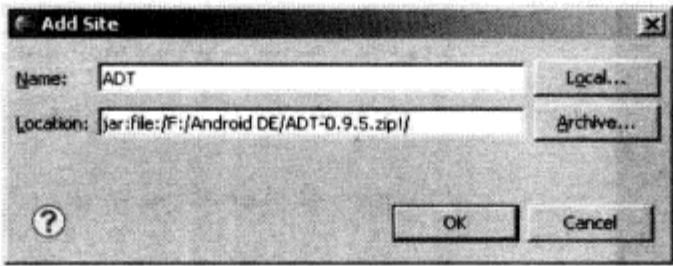 Add Site
Name: ADT Local...
Location: jar:file:/F:/Android DE/ADT-0.9.5.zip!/ Archive...
? OK Cancel